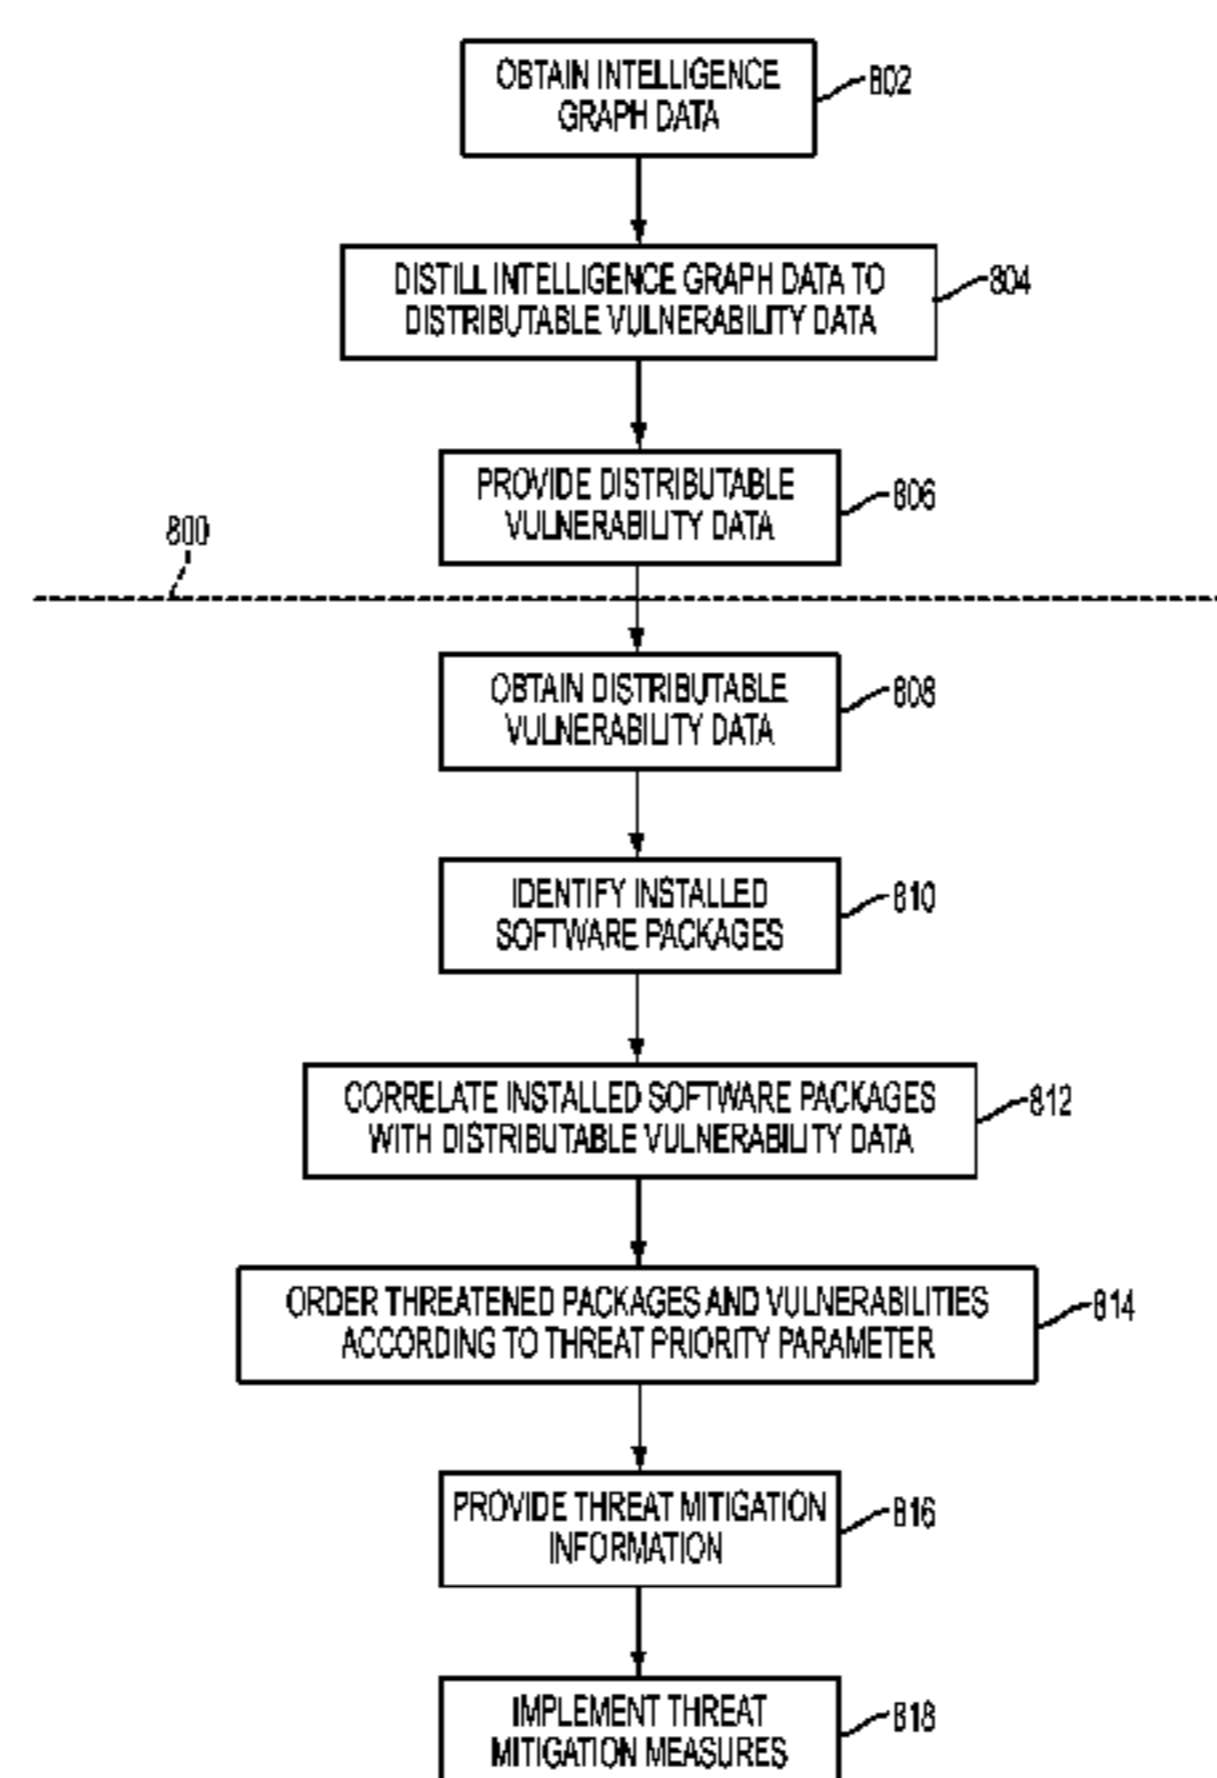 OBTAIN INTELLIGENCE
GRAPH DATA
802
DISTILL INTELLIGENCE GRAPH DATA TO
DISTRIBUTABLE VULNERABILITY DATA
804
PROVIDE DISTRIBUTABLE
VULNERABILITY DATA
806
800
OBTAIN DISTRIBUTABLE
VULNERABILITY DATA
808
IDENTIFY INSTALLED
SOFTWARE PACKAGES
810
CORRELATE INSTALLED SOFTWARE PACKAGES
WITH DISTRIBUTABLE VULNERABILITY DATA
812
ORDER THREATENED PACKAGES AND VULNERABILITIES
ACCORDING TO THREAT PRIORITY PARAMETER
814
PROVIDE THREAT MITIGATION
INFORMATION
816
IMPLEMENT THREAT
MITIGATION MEASURES
818